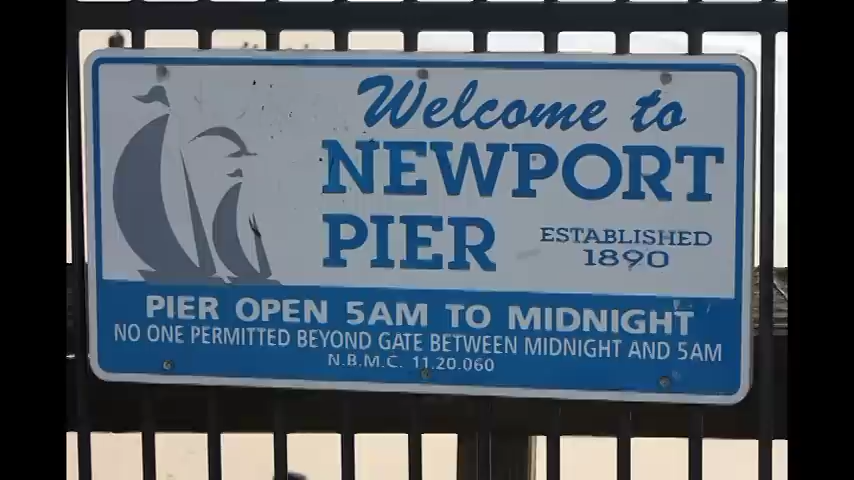 Welcome to
NEWPORT
PIER
ESTABLISHED
1890
PIER OPEN 5AM TO MIDNIGHT
NO ONE PERMITTED BEYOND GATE BETWEEN MIDNIGHT AND 5AM
N.B.M.C. 11.20.060